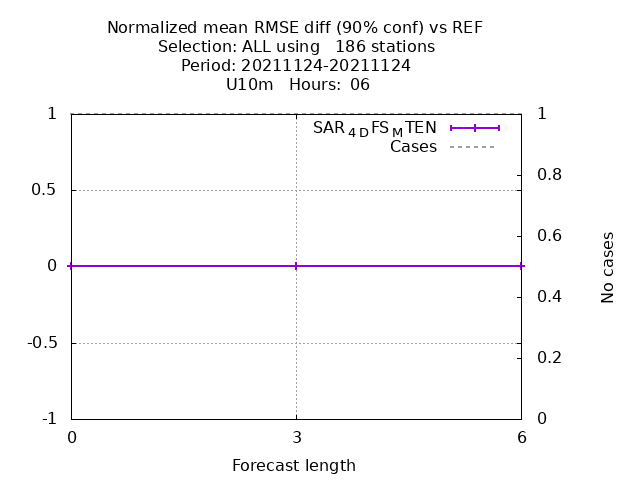 Normalized mean RMSE diff (90% conf) vs REF
Selection: ALL using   186 stations
Period: 20211124-20211124
U10m   Hours:  06
1
0.5
0
-0.5
-1
SAR4DFSMTEN
Cases
1
0.8
0.6
0.4
0.2
0
No cases
0 3 6
Forecast length